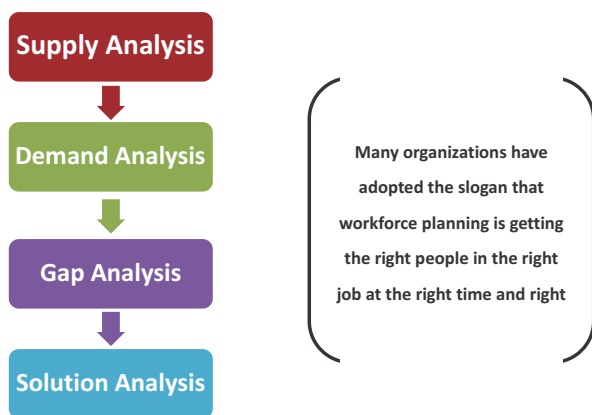 Supply Analysis
Demand Analysis
Gap Analysis
Solution Analysis
Many organizations have
adopted the slogan that
workforce planning is getting
the right people in the right
job at the right time and right